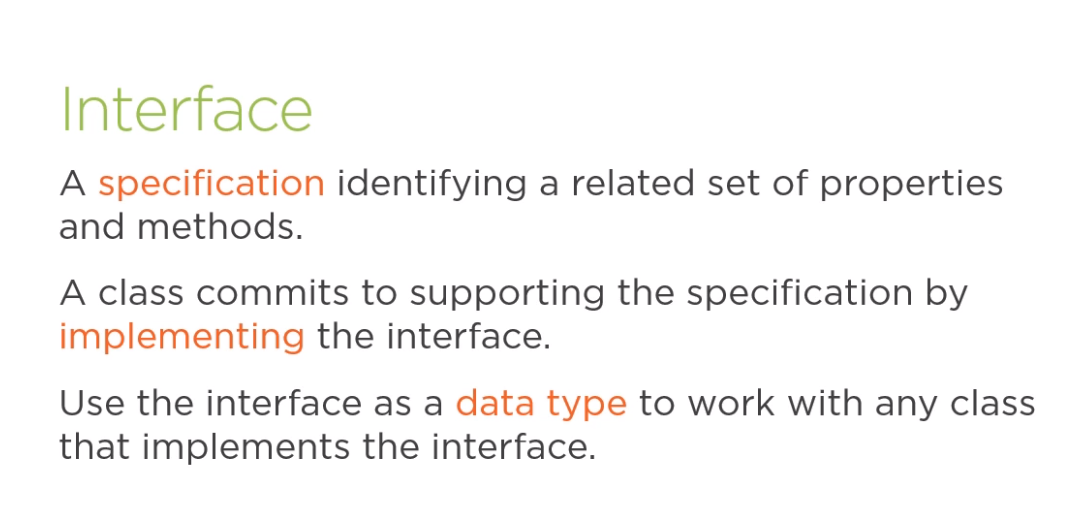 Interface
A specification identifying a related set of properties
and methods.
A class commits to supporting the specification by
implementing the interface.
Use the interface as a data type to work with any class
that implements the interface.